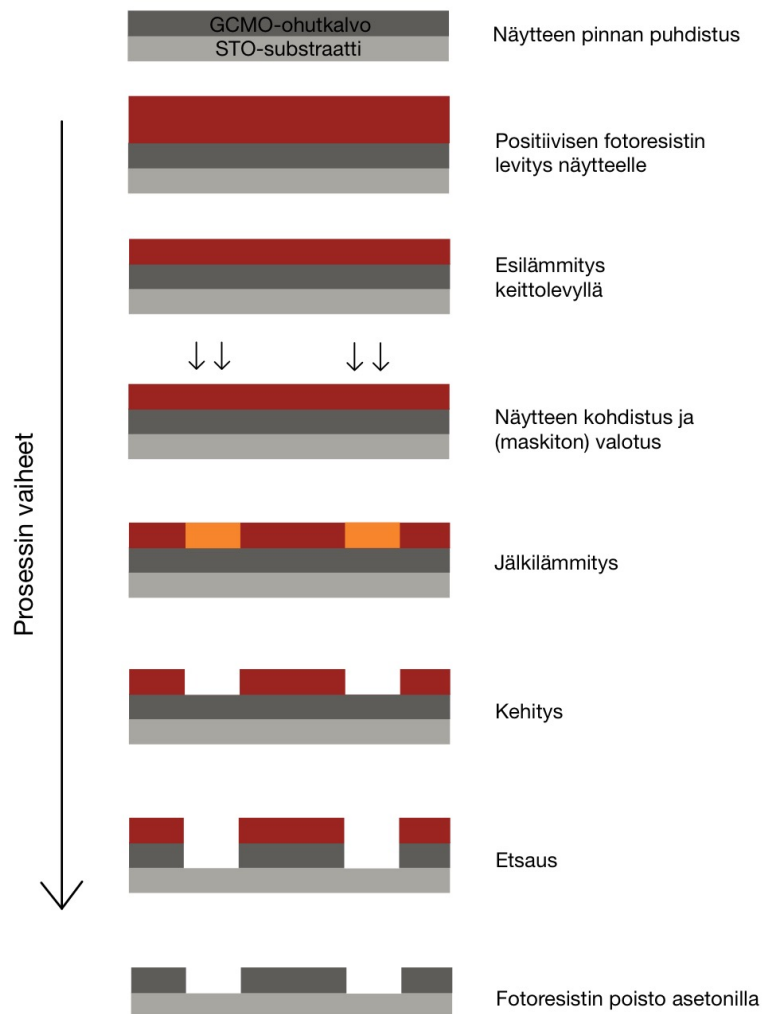 GCMO-ohutkalvo
STO-substraatti
Näytteen pinnan puhdistus
Positiivisen fotoresistin
levitys näytteelle
Esilämmitys
keittolevyllä
Näytteen kohdistus ja
(maskiton) valotus
Prosessin vaiheet
Jälkilämmitys
Kehitys
Etsaus
Fotoresistin poisto asetonilla